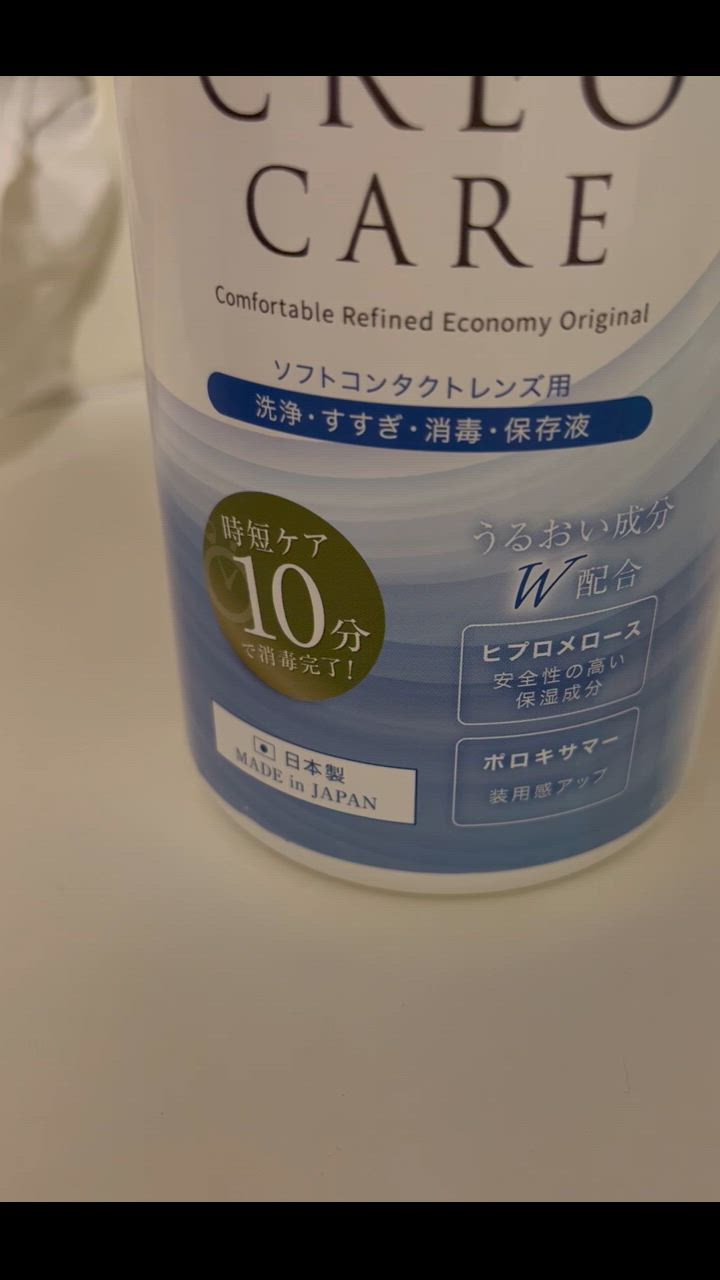 CREO
CARE
Comfortable Refined Economy Original
ソフトコンタクトレンズ用
洗浄・すすぎ・消毒・保存液
時短ケア
10分
で消毒完了!
うるおい成分
W配合
ヒプロメロース
安全性の高い
保湿成分
ポロキサマー
装用感アップ
日本製
MADE in JAPAN